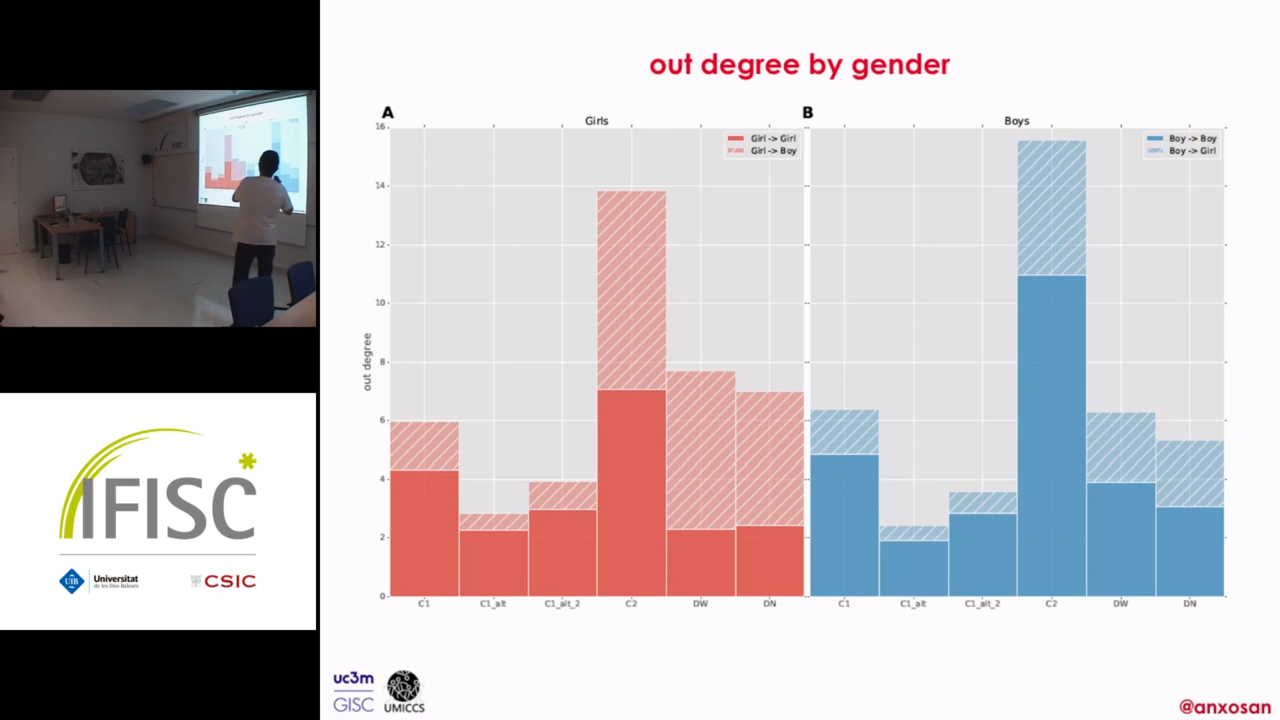 out degree by gender
A
Girls
Girl -> Girl
Girl -> Boy
16
14
12
10
8
6
4
2
0
out degree
C1
C1_alt
C1_alt_2
C2
DW
DN
B
Boys
Boy -> Boy
Boy -> Girl
C1
C1_alt
C1_alt_2
C2
DW
DN
IFISC
UIB
Universitat
de les Illes Balears
CSIC
uc3m
GISC
UMICCS
@anxosan